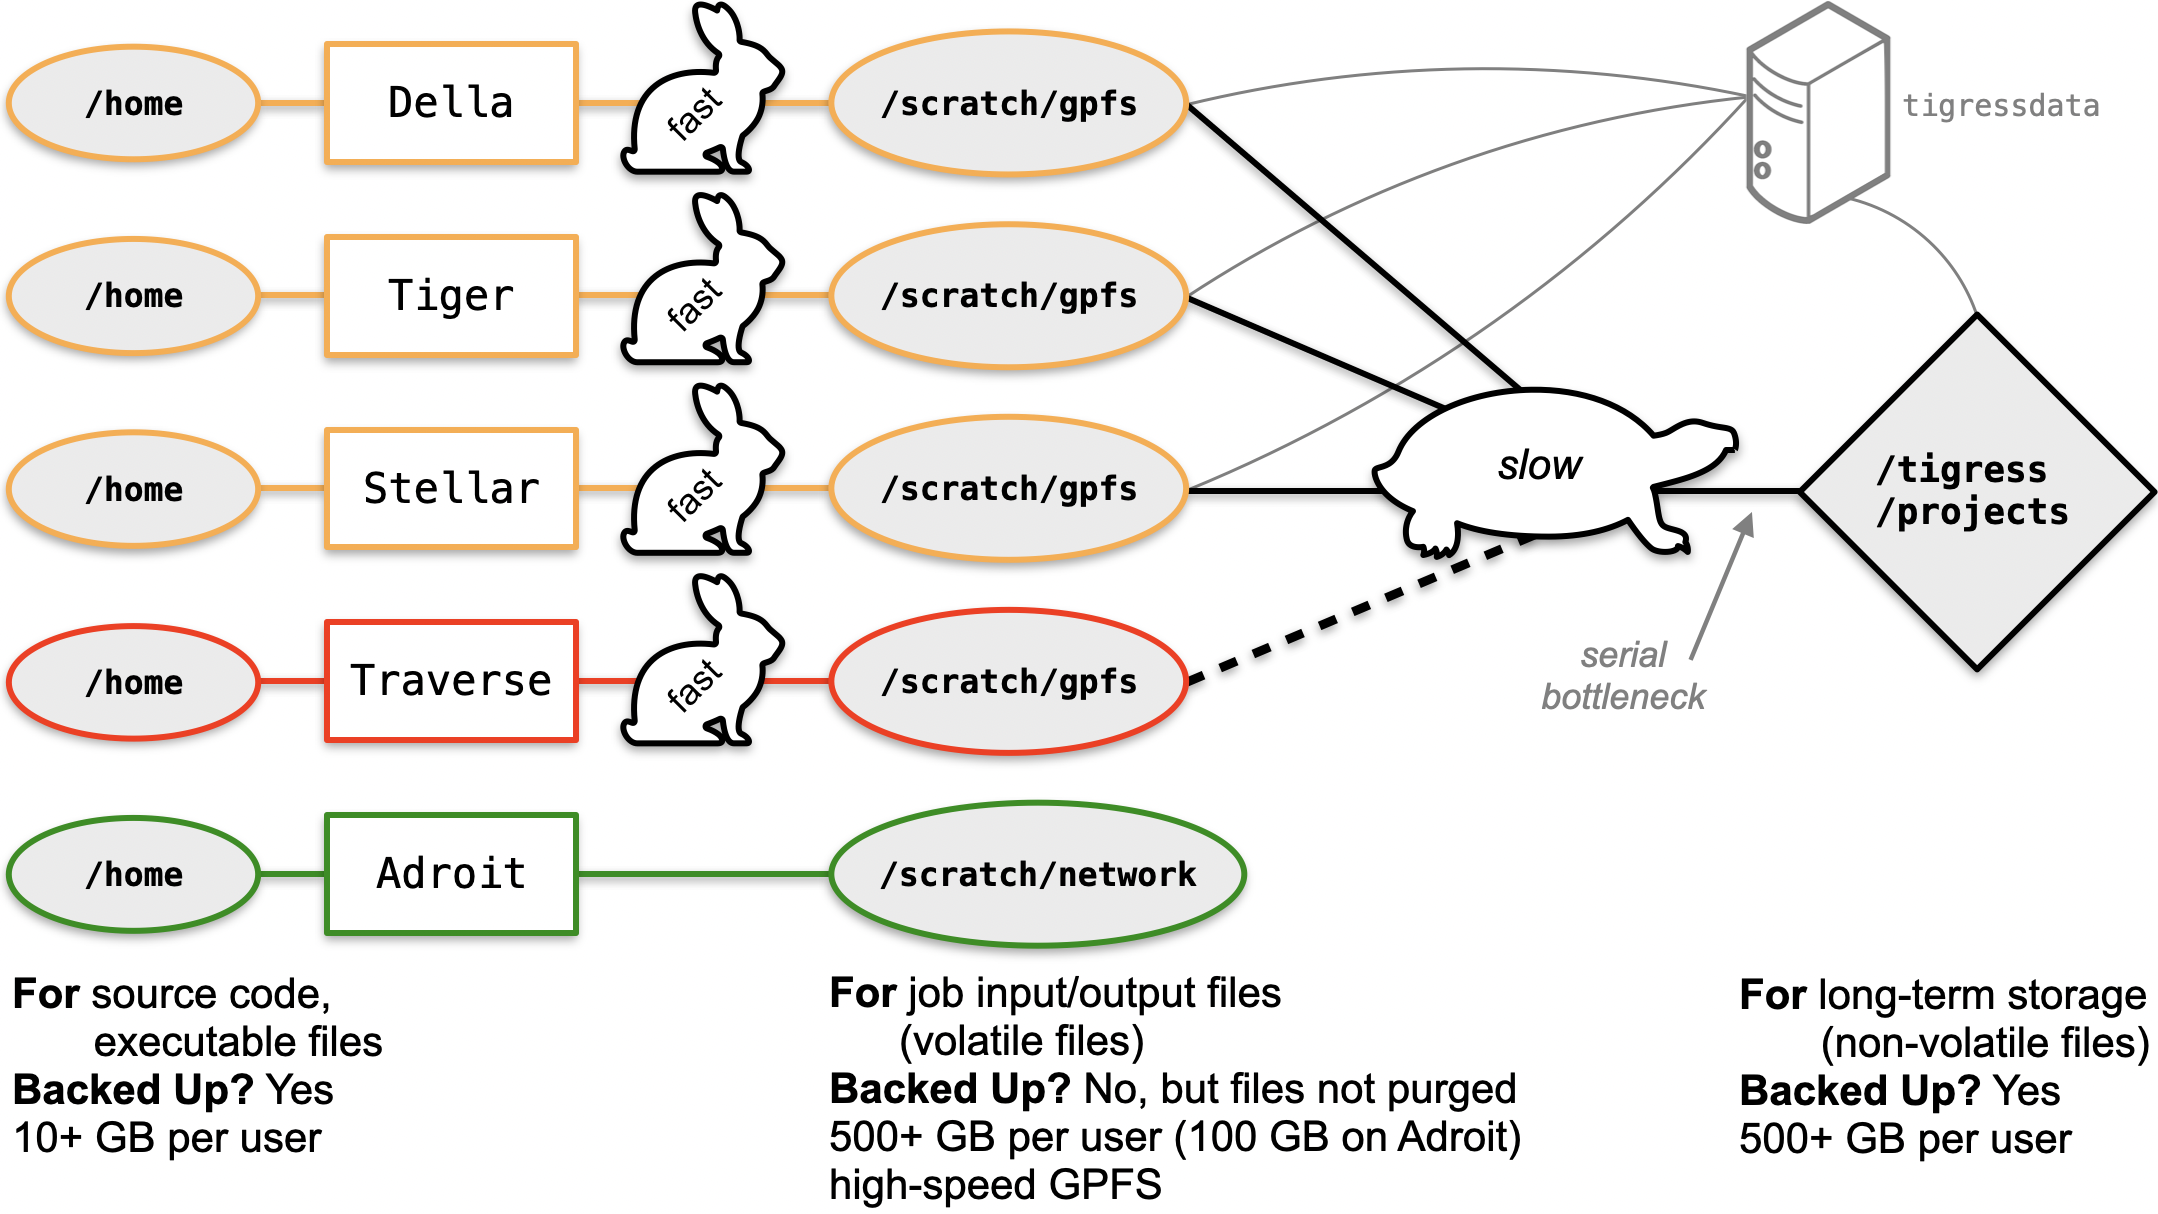 /home
Della
fast
/scratch/gpfs
tigressdata
/home
Tiger
fast
/scratch/gpfs
/home
Stellar
fast
/scratch/gpfs
slow
/tigress
/projects
/home
Traverse
fast
/scratch/gpfs
serial
bottleneck
/home
Adroit
/scratch/network
For source code,
executable files
Backed Up? Yes
10+ GB per user
For job input/output files
(volatile files)
Backed Up? No, but files not purged
500+ GB per user (100 GB on Adroit)
high-speed GPFS
For long-term storage
(non-volatile files)
Backed Up? Yes
500+ GB per user